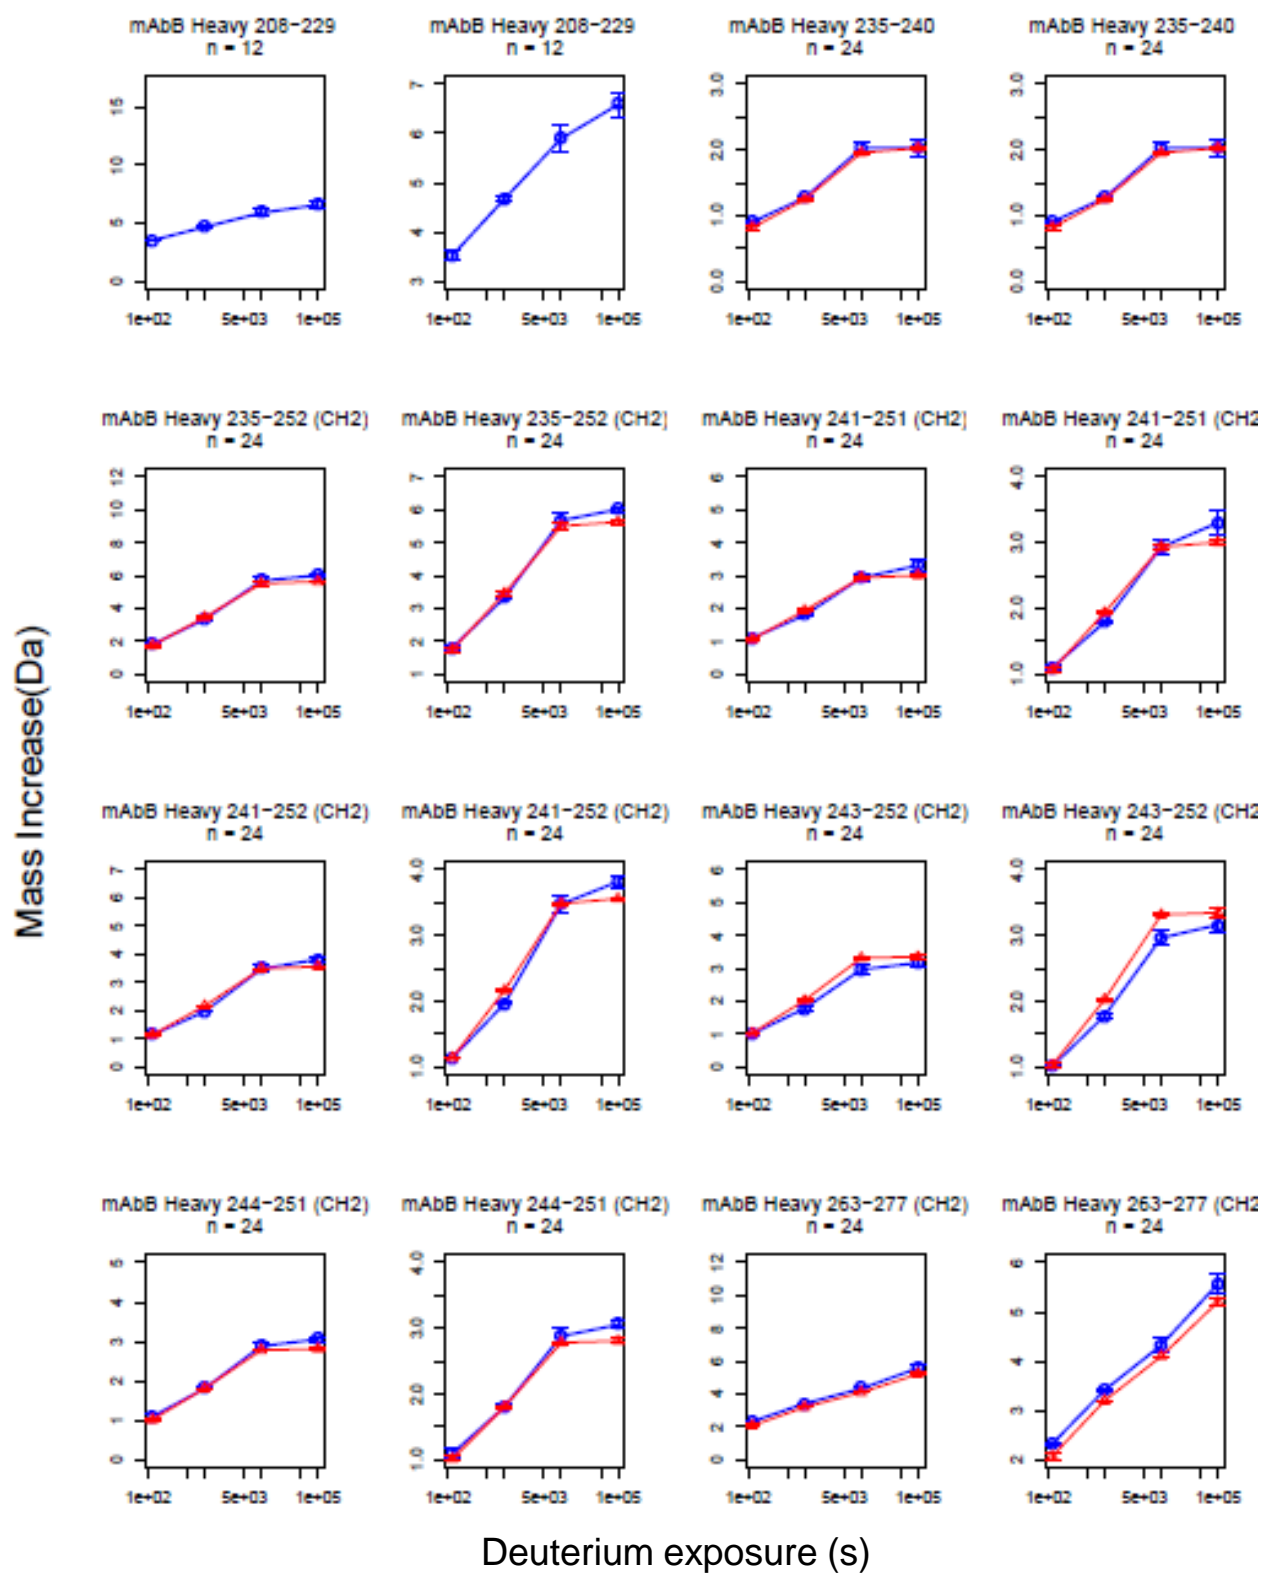 Mass Increase(Da)
mAbB Heavy 208−229
n = 12
15
10
5
0
1e+02 5e+03 1e+05
mAbB Heavy 208−229
n = 12
7
6
5
4
3
1e+02 5e+03 1e+05
mAbB Heavy 235−240
n = 24
3.0
2.0
1.0
0.0
1e+02 5e+03 1e+05
mAbB Heavy 235−240
n = 24
3.0
2.0
1.0
0.0
1e+02 5e+03 1e+05
mAbB Heavy 235−252 (CH2)
n = 24
12
10
8
6
4
2
0
1e+02 5e+03 1e+05
mAbB Heavy 235−252 (CH2)
n = 24
7
6
5
4
3
2
1
1e+02 5e+03 1e+05
mAbB Heavy 241−251 (CH2)
n = 24
6
5
4
3
2
1
0
1e+02 5e+03 1e+05
mAbB Heavy 241−251 (CH2
n = 24
4.0
3.0
2.0
1.0
1e+02 5e+03 1e+05
mAbB Heavy 241−252 (CH2)
n = 24
7
6
5
4
3
2
1
0
1e+02 5e+03 1e+05
mAbB Heavy 241−252 (CH2)
n = 24
4.0
3.0
2.0
1.0
1e+02 5e+03 1e+05
mAbB Heavy 243−252 (CH2)
n = 24
6
5
4
3
2
1
0
1e+02 5e+03 1e+05
mAbB Heavy 243−252 (CH2
n = 24
4.0
3.0
2.0
1.0
1e+02 5e+03 1e+05
mAbB Heavy 244−251 (CH2)
n = 24
5
4
3
2
1
0
1e+02 5e+03 1e+05
mAbB Heavy 244−251 (CH2)
n = 24
4.0
3.0
2.0
1.0
1e+02 5e+03 1e+05
mAbB Heavy 263−277 (CH2)
n = 24
12
10
8
6
4
2
0
1e+02 5e+03 1e+05
mAbB Heavy 263−277 (CH2
n = 24
6
5
4
3
2
1e+02 5e+03 1e+05
Deuterium exposure (s)